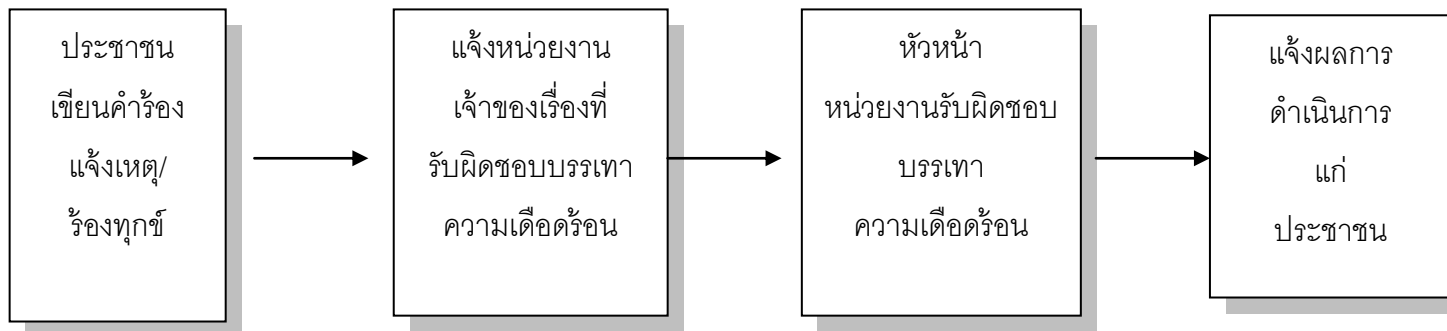 ประชาชน
เขียนคำร้อง
แจ้งเหตุ/
ร้องทุกข์
แจ้งหน่วยงาน
เจ้าของเรื่องที่
รับผิดชอบบรรเทา
ความเดือดร้อน
หัวหน้า
หน่วยงานรับผิดชอบ
บรรเทา
ความเดือดร้อน
แจ้งผลการ
ดำเนินการ
แก่
ประชาชน